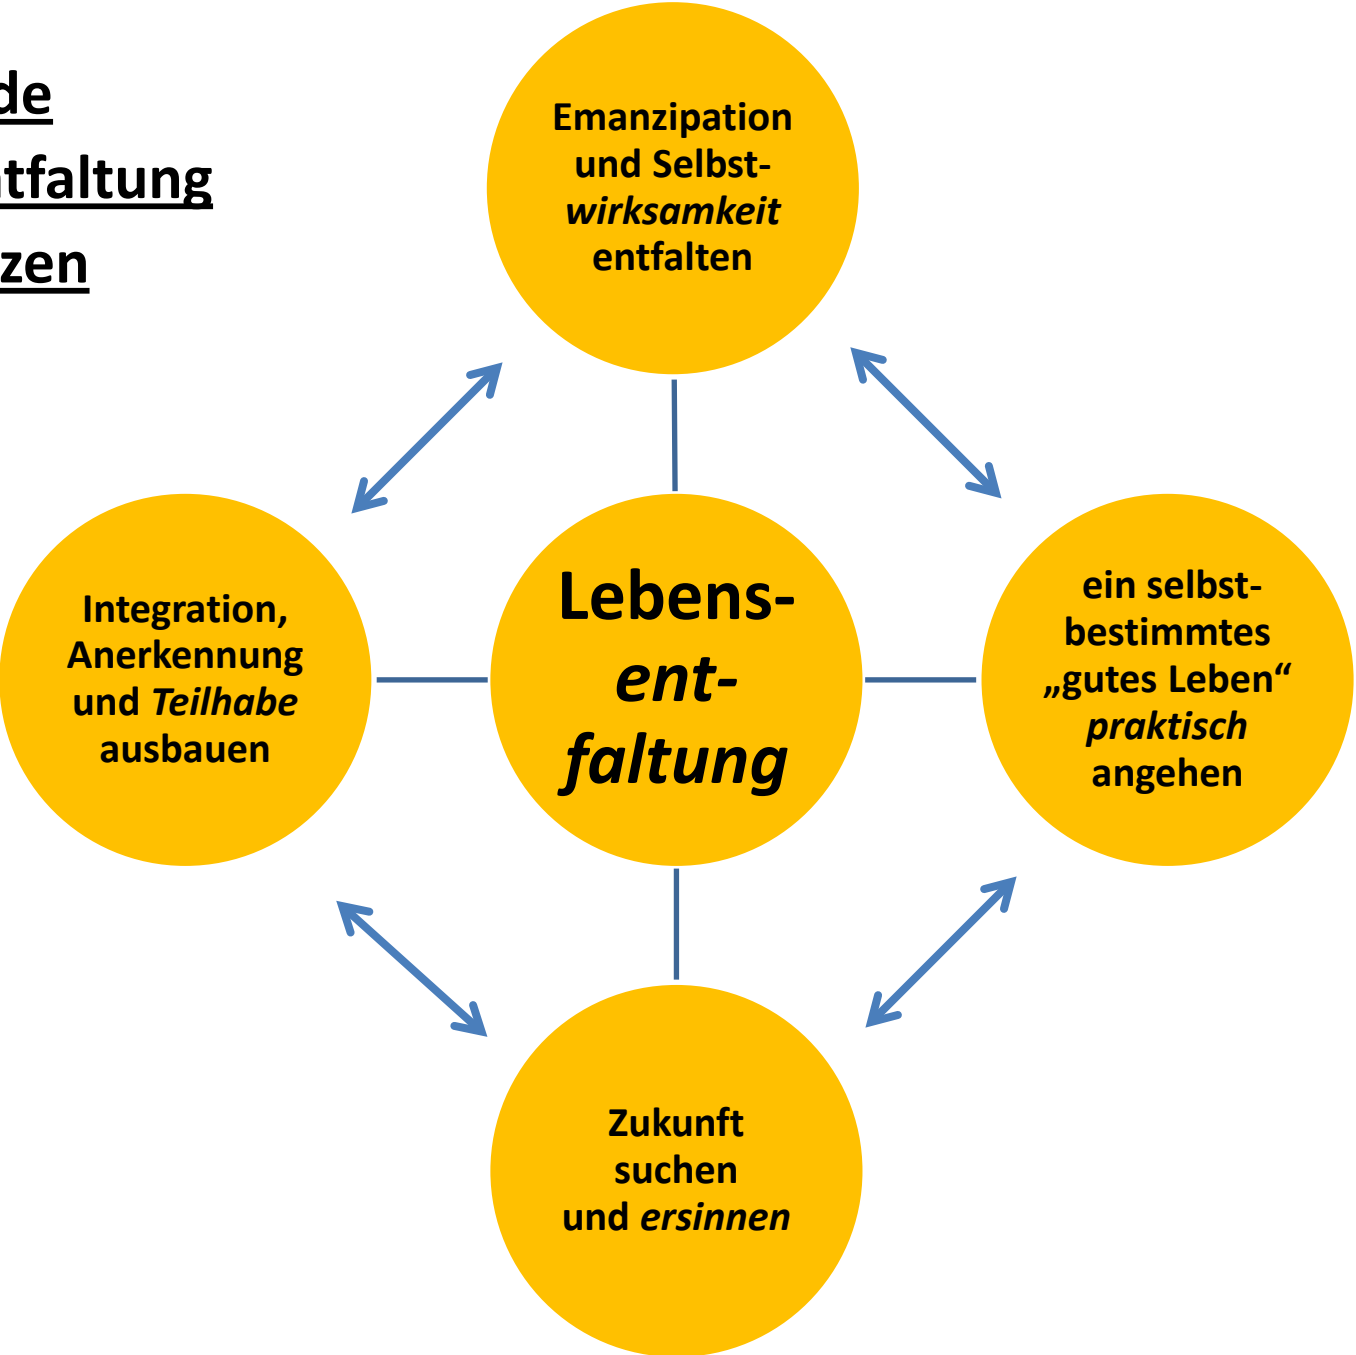 de
ntfaltung
zen
Emanzipation
und Selbst-
wirksamkeit
entfalten
Integration,
Anerkennung
und Teilhabe
ausbauen
Lebens-
ent-
faltung
ein selbst-
bestimmtes
„gutes Leben“
praktisch
angehen
Zukunft
suchen
und ersinnen